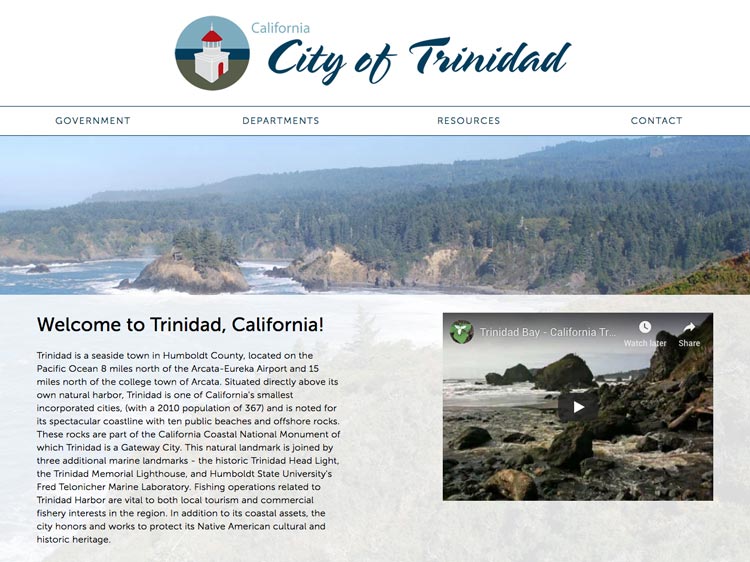 California
City of Trinidad
GOVERNMENT
DEPARTMENTS
RESOURCES
CONTACT
Welcome to Trinidad, California!
Trinidad is a seaside town in Humboldt County, located on the
Pacific Ocean 8 miles north of the Arcata-Eureka Airport and 15
miles north of the college town of Arcata. Situated directly above its
own natural harbor, Trinidad is one of California's smallest
incorporated cities, (with a 2010 population of 367) and is noted for
its spectacular coastline with ten public beaches and offshore rocks.
These rocks are part of the California Coastal National Monument of
which Trinidad is a Gateway City. This natural landmark is joined by
three additional marine landmarks - the historic Trinidad Head Light,
the Trinidad Memorial Lighthouse, and Humboldt State University's
Fred Telonicher Marine Laboratory. Fishing operations related to
Trinidad Harbor are vital to both local tourism and commercial
fishery interests in the region. In addition to its coastal assets, the
city honors and works to protect its Native American cultural and
historic heritage.
Trinidad Bay - California Tr...
Watch later
Share